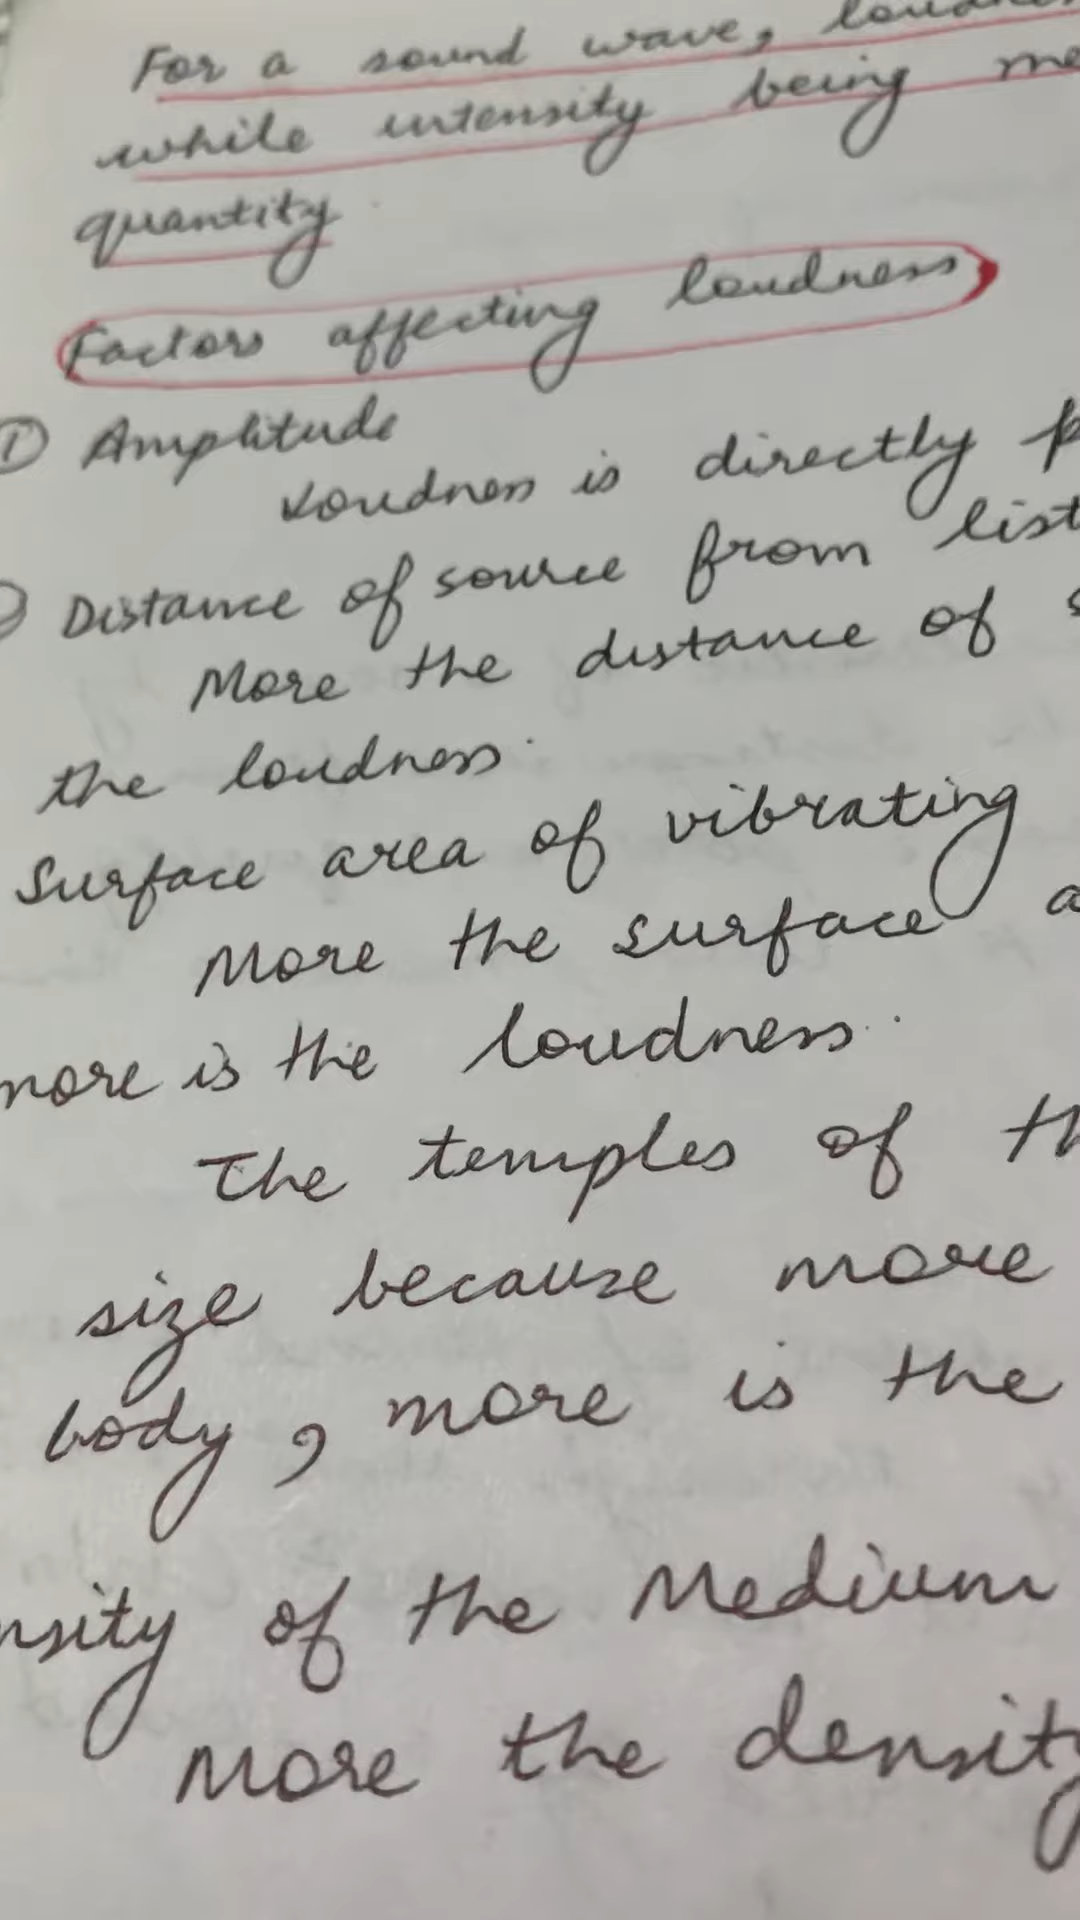 For a sound wave,
while intensity being
quantity
Factors affecting loudness
① Amplitude
Loudness is directly
Distance of source from
More the distance of
the loudness.
Surface area of vibrating
More the surface
more is the loudness.
The temples of
size because more
body, more is the
of the Medium
More the density